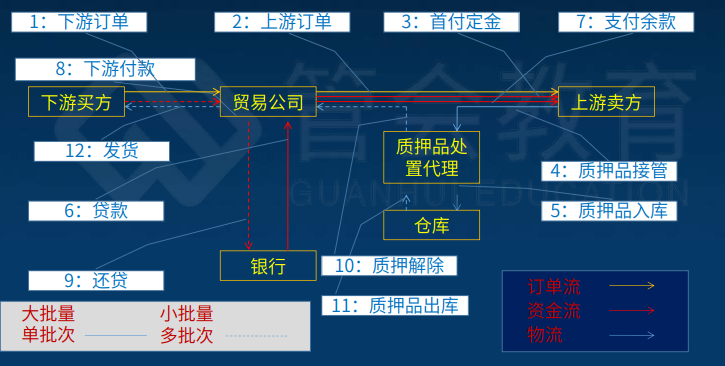 1：下游订单
2：上游订单
3：首付定金
7：支付余款
8：下游付款
下游买方
贸易公司
上游卖方
12：发货
质押品处
置代理
4：质押品接管
6：贷款
5：质押品入库
仓库
银行
10：质押解除
9：还贷
11：质押品出库
订单流
资金流
物流
大批量
单批次
小批量
多批次
管会教育
GUANHUI EDUCATION